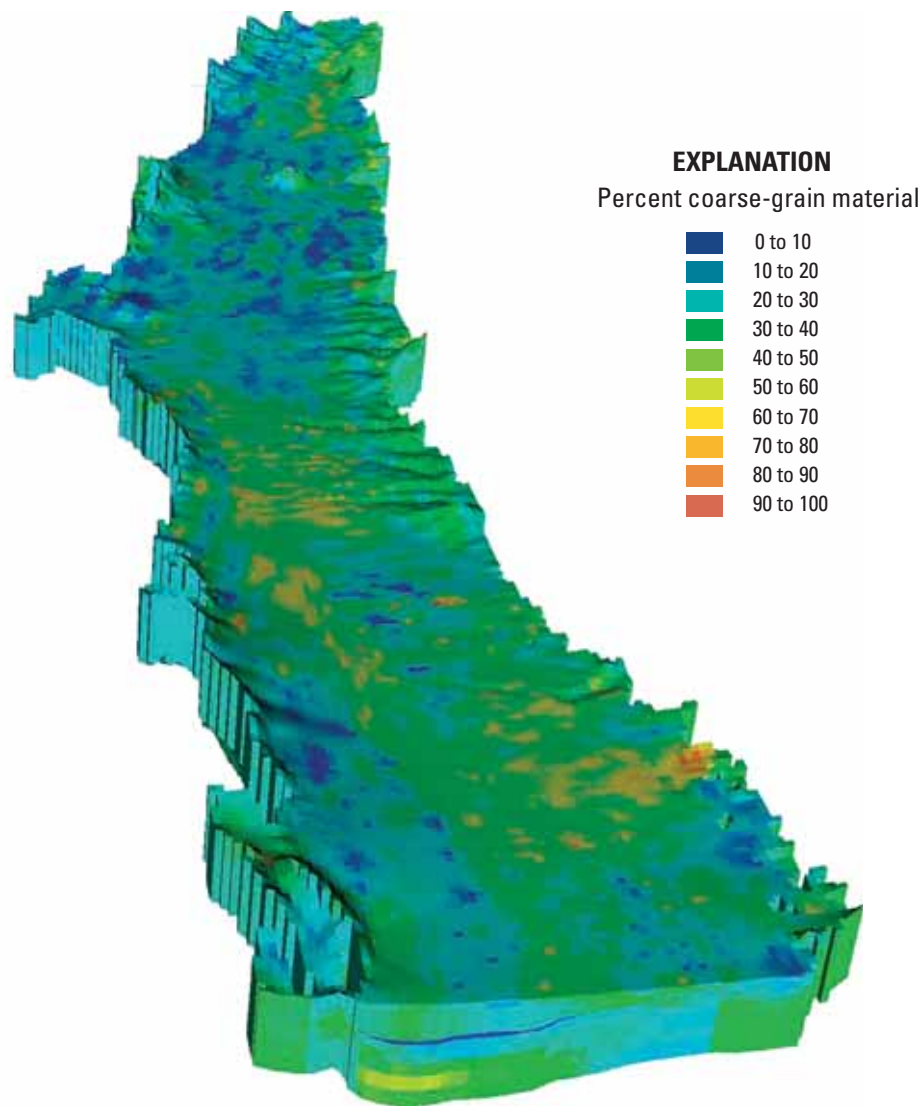 EXPLANATION
Percent coarse-grain material
0 to 10
10 to 20
20 to 30
30 to 40
40 to 50
50 to 60
60 to 70
70 to 80
80 to 90
90 to 100